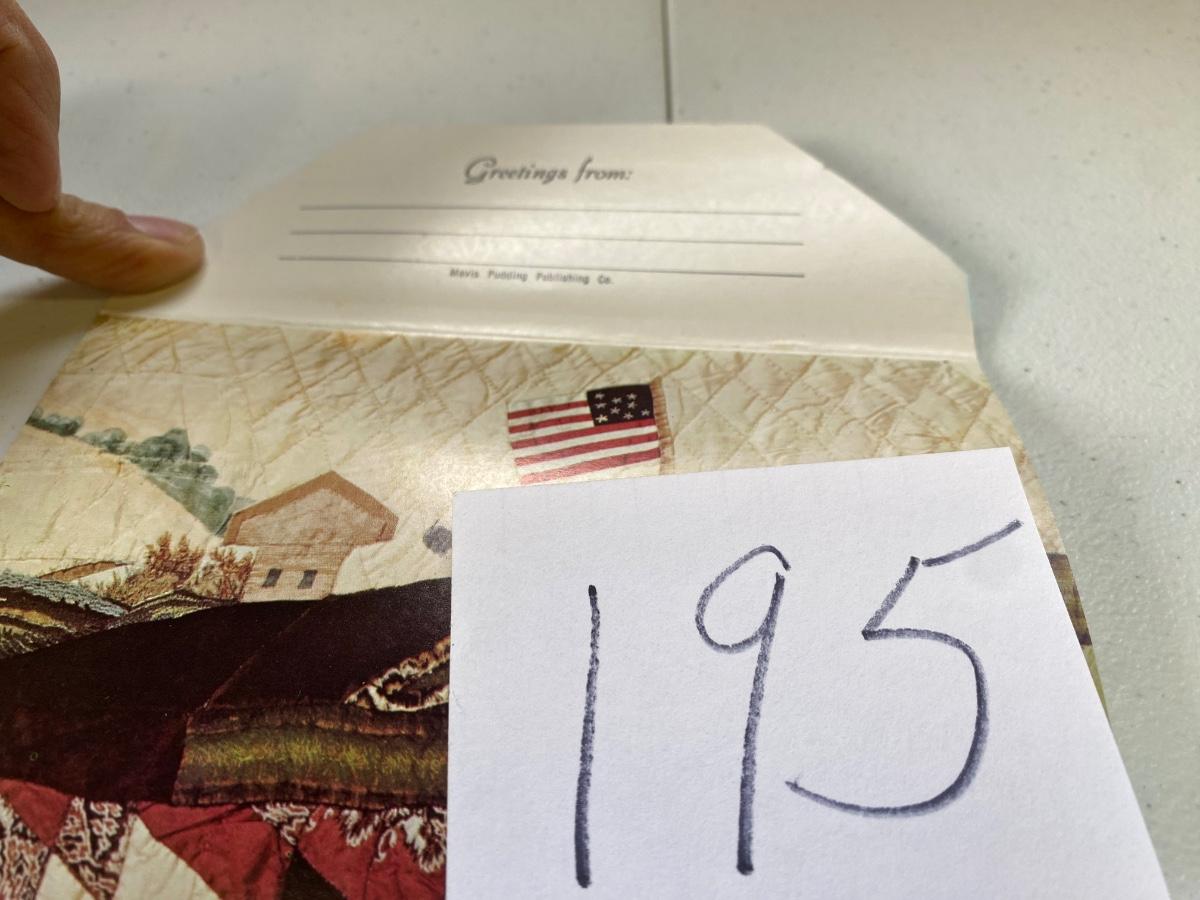 Greetings from:
Mavis Pudding Publishing Co.
195